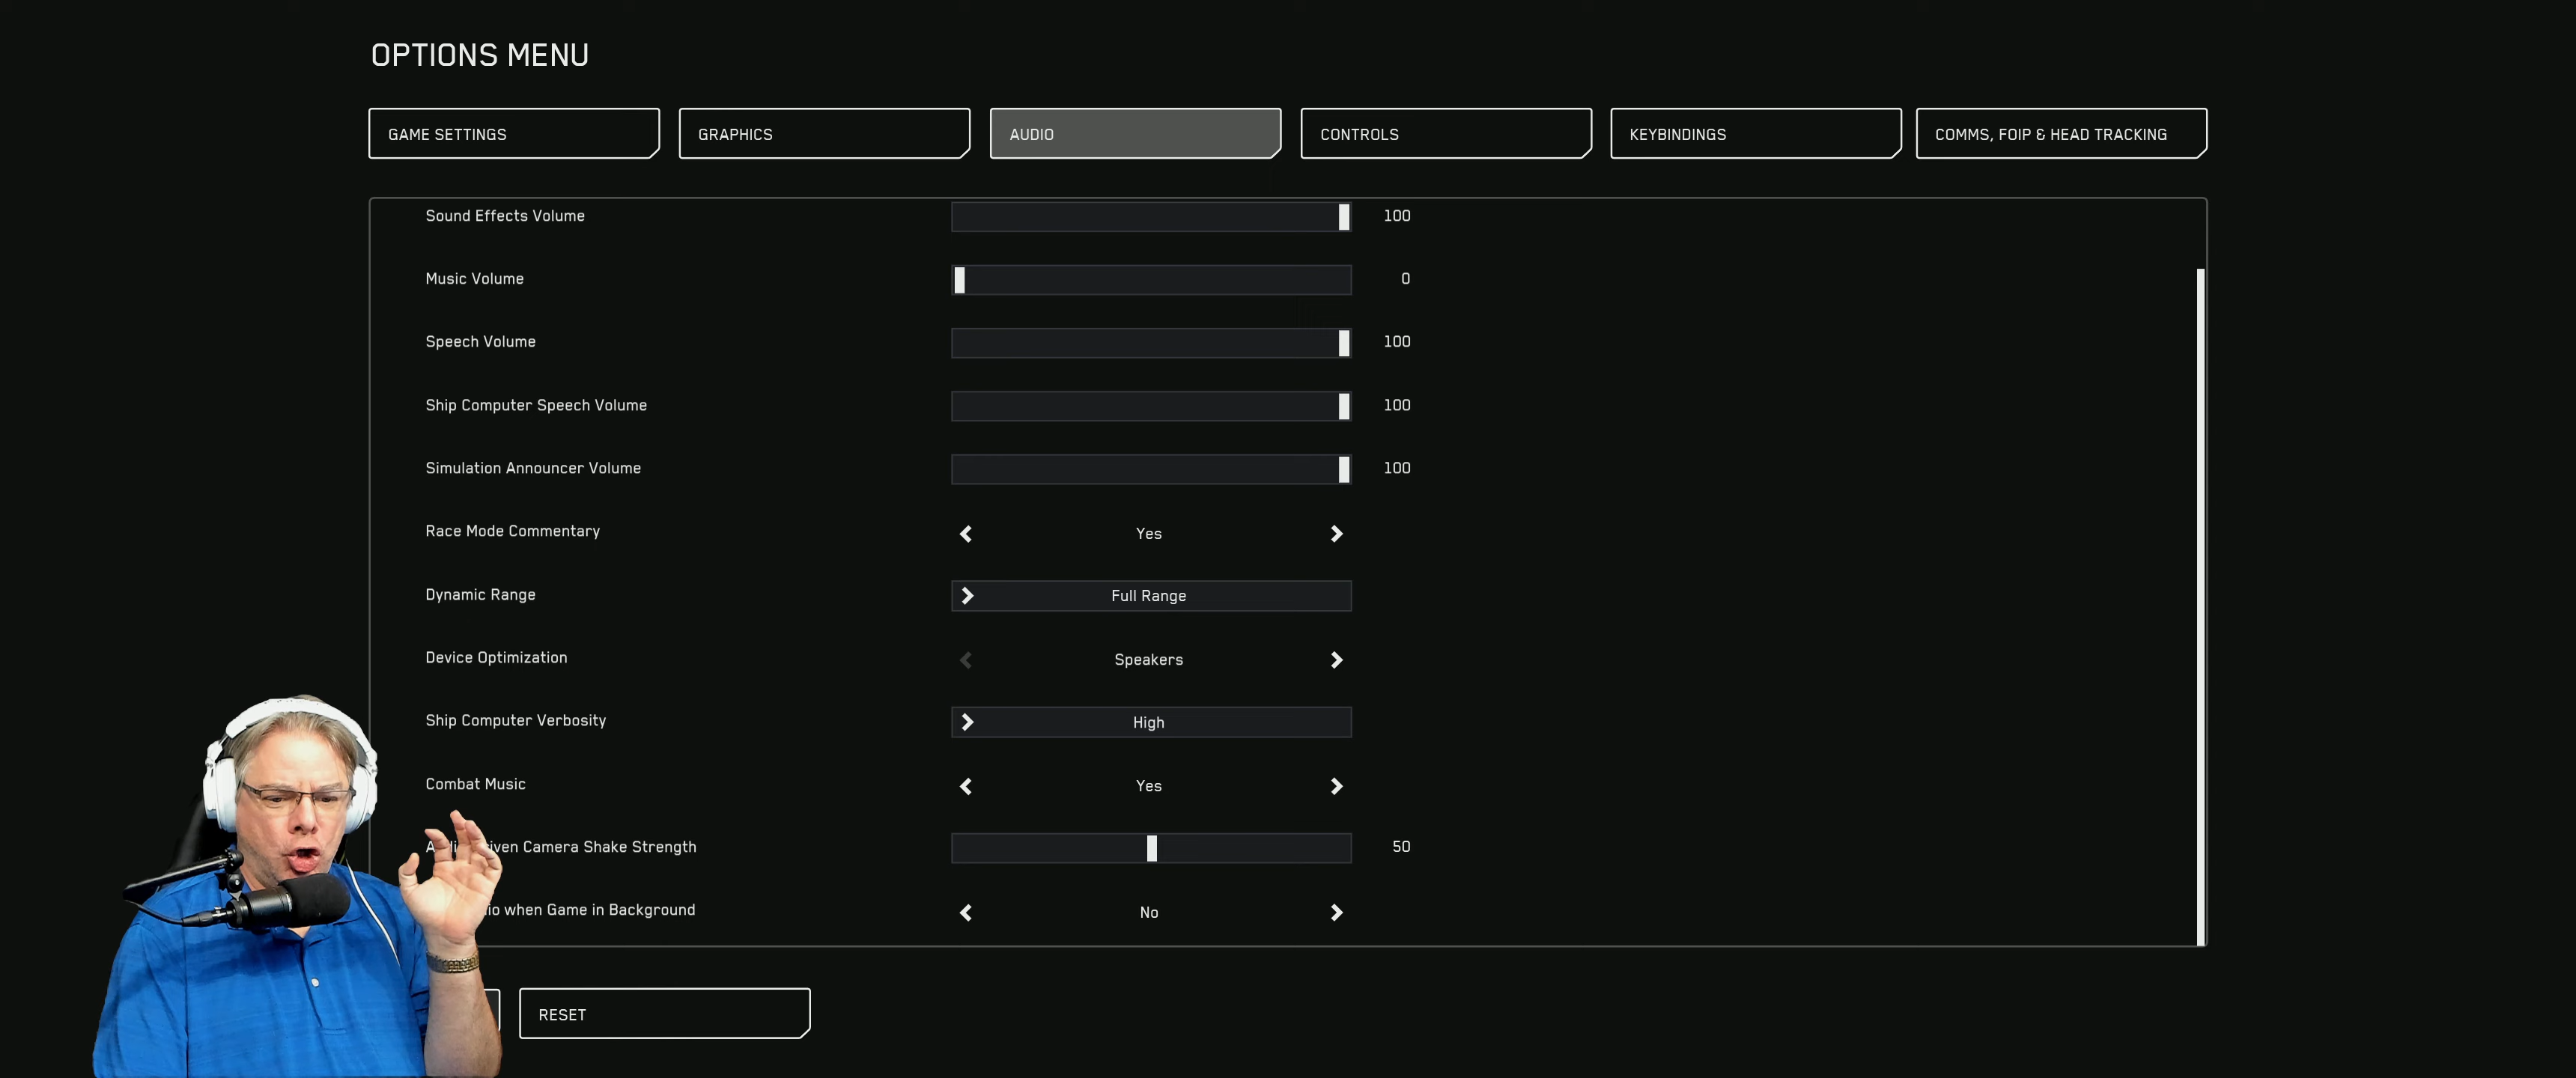 OPTIONS MENU
GAME SETTINGS
GRAPHICS
AUDIO
CONTROLS
KEYBINDINGS
COMMS, FOIP & HEAD TRACKING
Sound Effects Volume 100
Music Volume 0
Speech Volume 100
Ship Computer Speech Volume 100
Simulation Announcer Volume 100
Race Mode Commentary Yes
Dynamic Range Full Range
Device Optimization Speakers
Ship Computer Verbosity High
Combat Music Yes
Camera Shake Strength 50
when Game in Background No
RESET